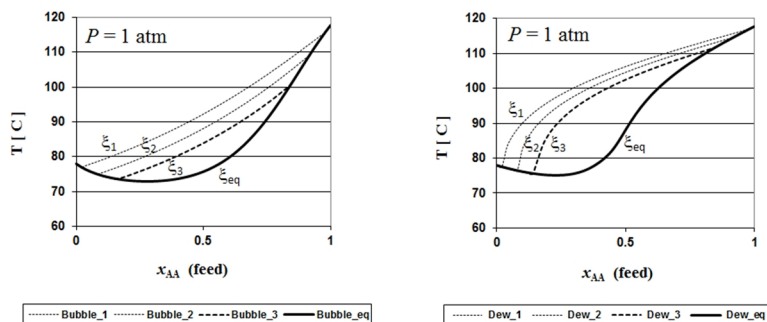 120
110
100
90
80
70
60
T [ C]
P = 1 atm
ξ1
ξ2
ξ3
ξeq
0
0.5
1
xAA (feed)
Bubble_1
Bubble_2
Bubble_3
Bubble_eq
120
110
100
90
80
70
60
T [ C]
P = 1 atm
ξ1
ξ2
ξ3
ξeq
0
0.5
1
xAA (feed)
Dew_1
Dew_2
Dew_3
Dew_eq